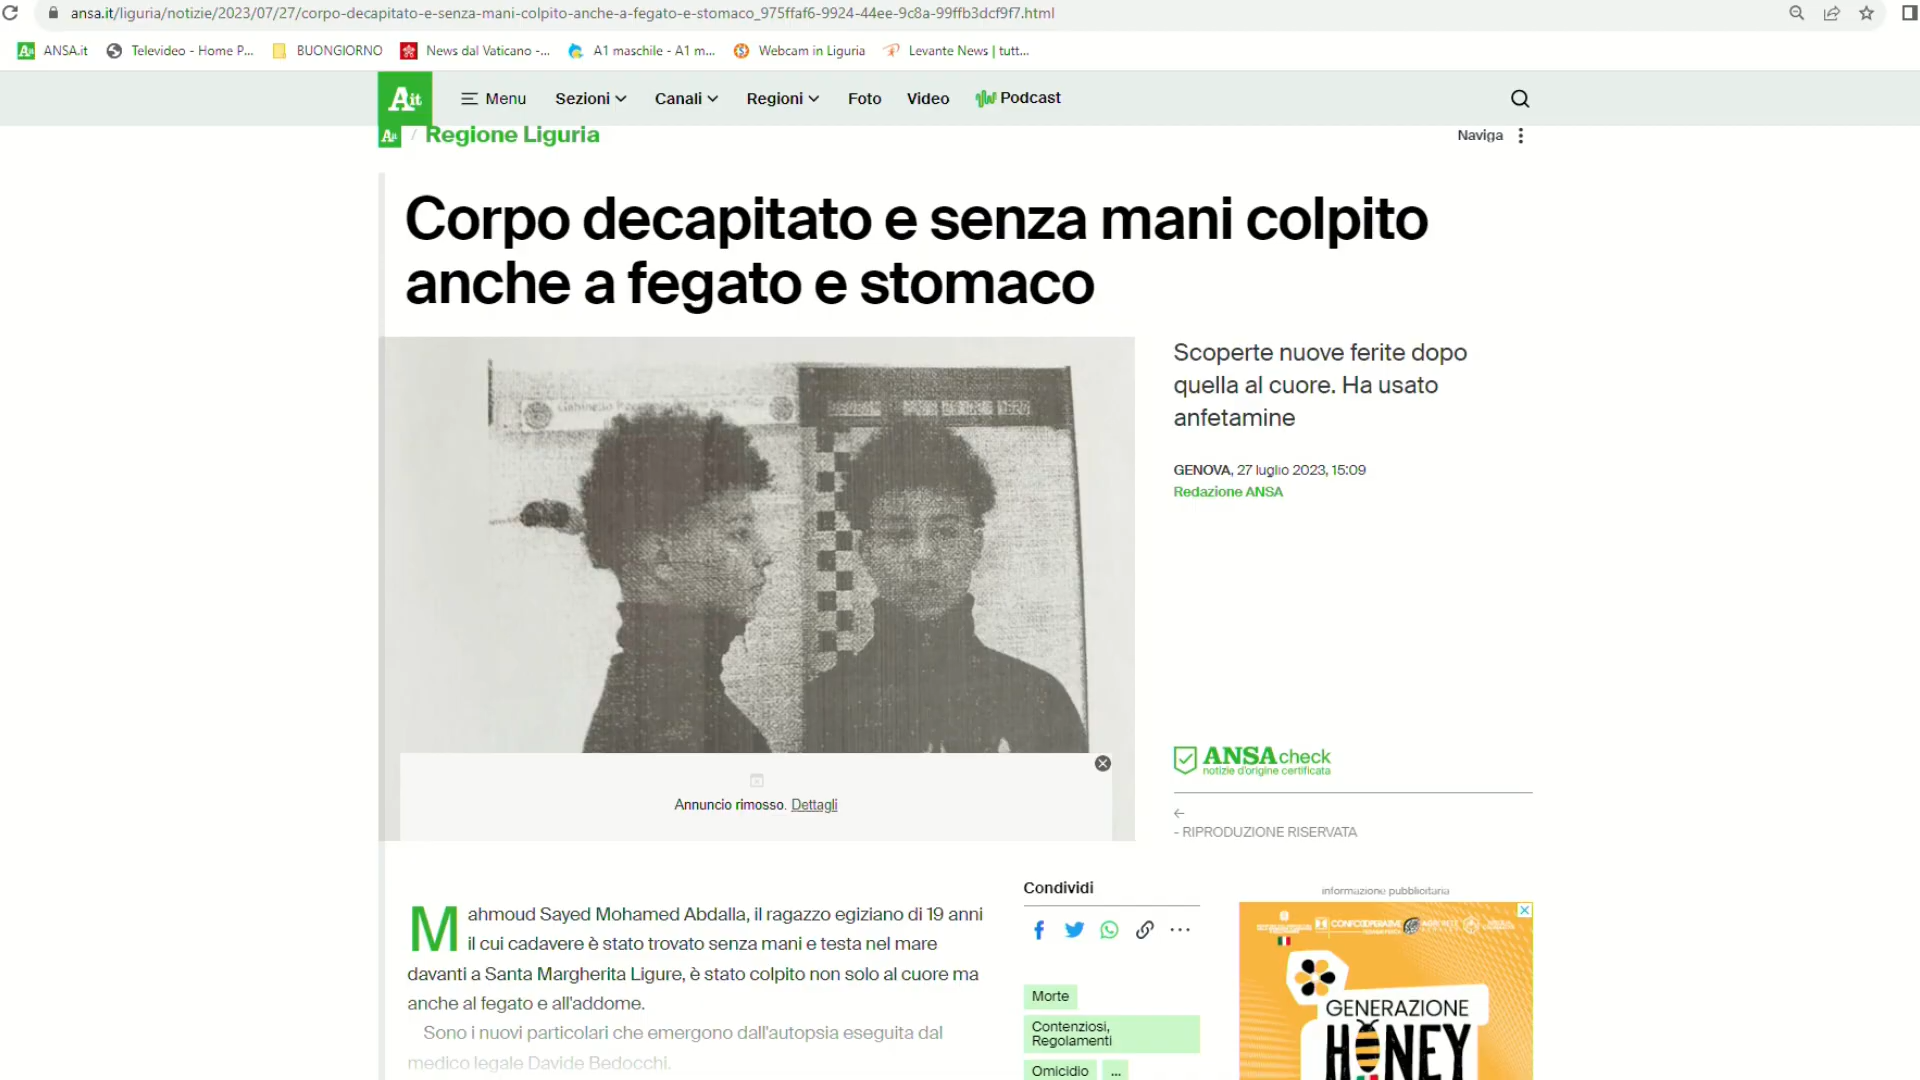 ansa.it/liguria/notizie/2023/07/27/corpo-decapitato-e-senza-mani-colpito-anche-a-fegato-e-stomaco_975ffaf6-9924-44ee-9c8a-99ffb3dcf9f7.html
ANSA.it Televideo - Home P... BUONGIORNO News dal Vaticano -... A1 maschile - A1 m... Webcam in Liguria Levante News | tutt...
Ait Menu Sezioni Canali Regioni Foto Video Podcast
Ait / Regione Liguria Naviga
Corpo decapitato e senza mani colpito
anche a fegato e stomaco
Scoperte nuove ferite dopo
quella al cuore. Ha usato
anfetamine
GENOVA, 27 luglio 2023, 15:09
Redazione ANSA
ANSAcheck
notizie d'origine certificata
- RIPRODUZIONE RISERVATA
Annuncio rimosso. Dettagli
Mahmoud Sayed Mohamed Abdalla, il ragazzo egiziano di 19 anni
il cui cadavere è stato trovato senza mani e testa nel mare
davanti a Santa Margherita Ligure, è stato colpito non solo al cuore ma
anche al fegato e all'addome.
Sono i nuovi particolari che emergono dall'autopsia eseguita dal
medico legale Davide Bedocchi.
Condividi
Morte
Contenziosi,
Regolamenti
Omicidio ...
informazione pubblicitaria
CONFCOOPERATIVE
GENERAZIONE
HONEY